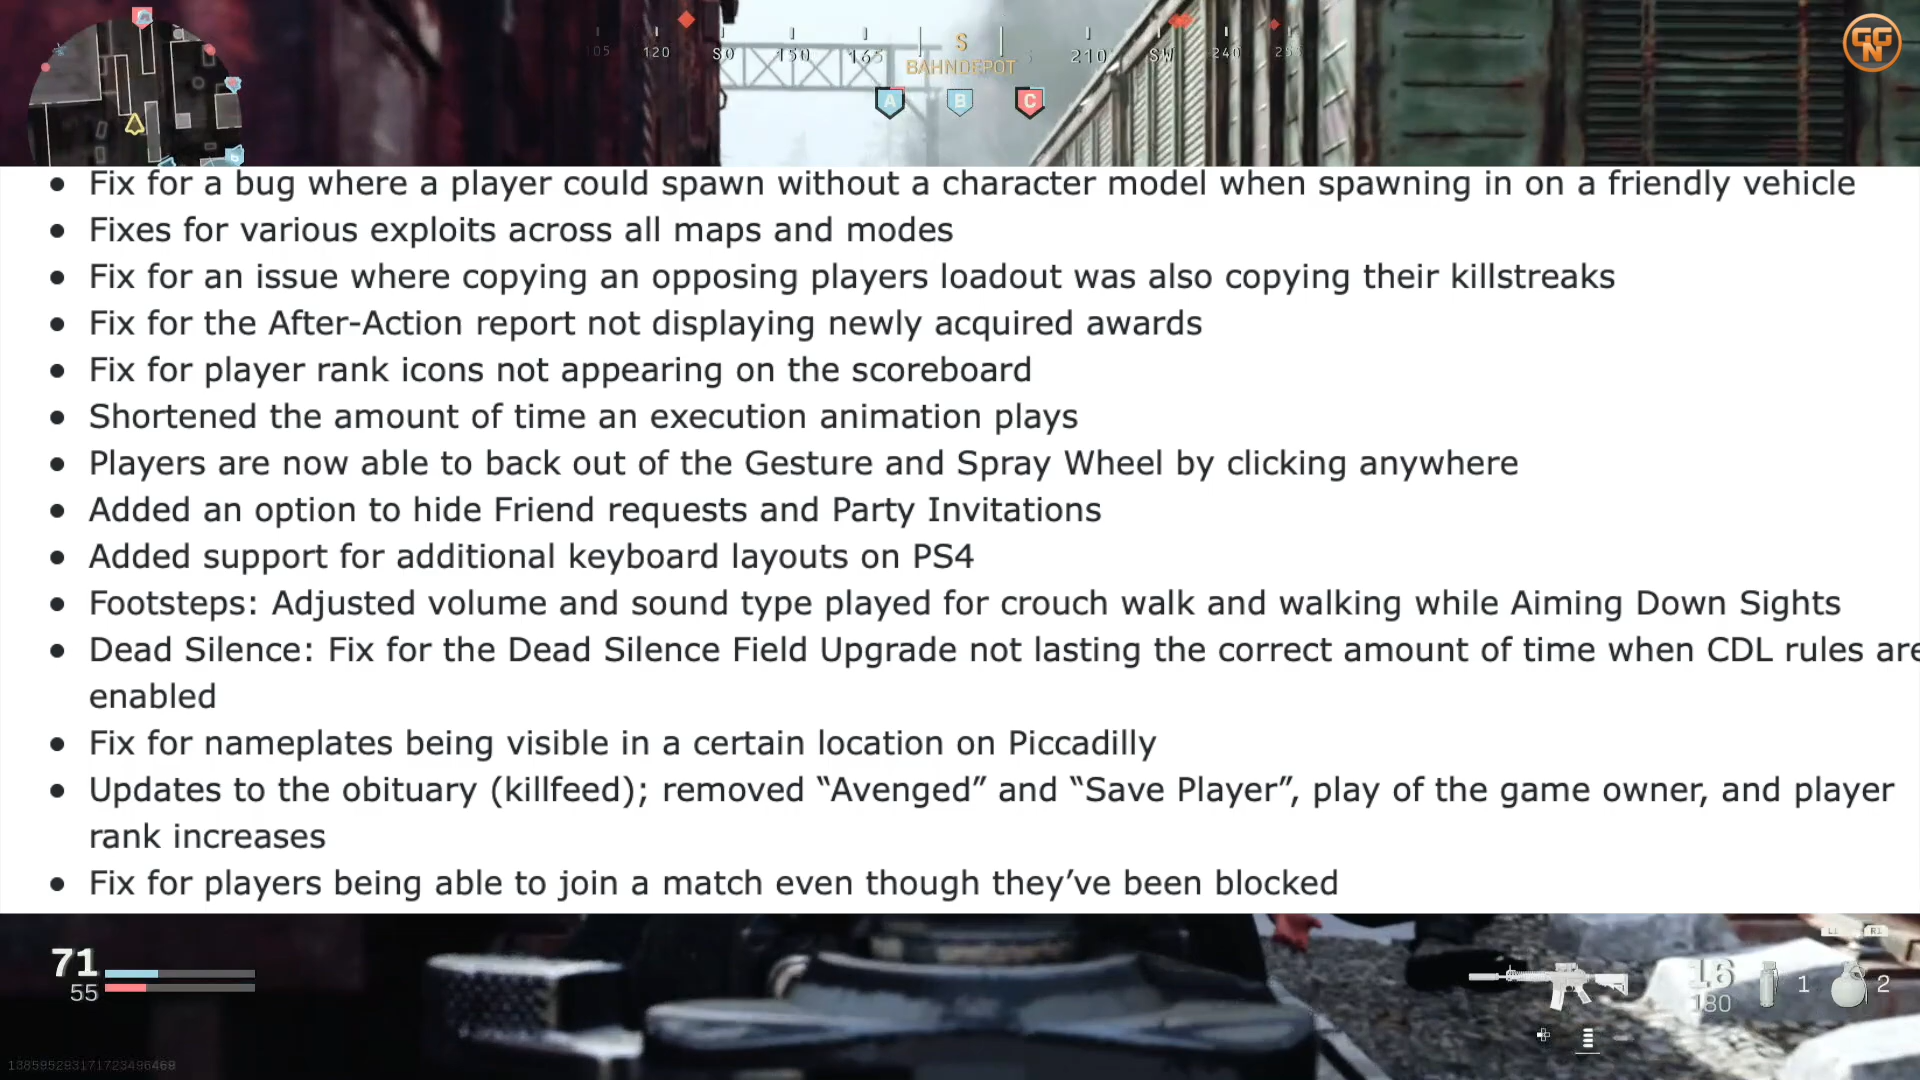 105 120 150 165 S 210 SW 240
BAHNDEPOT
A B C
GGN
• Fix for a bug where a player could spawn without a character model when spawning in on a friendly vehicle
• Fixes for various exploits across all maps and modes
• Fix for an issue where copying an opposing players loadout was also copying their killstreaks
• Fix for the After-Action report not displaying newly acquired awards
• Fix for player rank icons not appearing on the scoreboard
• Shortened the amount of time an execution animation plays
• Players are now able to back out of the Gesture and Spray Wheel by clicking anywhere
• Added an option to hide Friend requests and Party Invitations
• Added support for additional keyboard layouts on PS4
• Footsteps: Adjusted volume and sound type played for crouch walk and walking while Aiming Down Sights
• Dead Silence: Fix for the Dead Silence Field Upgrade not lasting the correct amount of time when CDL rules are
enabled
• Fix for nameplates being visible in a certain location on Piccadilly
• Updates to the obituary (killfeed); removed “Avenged” and “Save Player”, play of the game owner, and player
rank increases
• Fix for players being able to join a match even though they’ve been blocked
L1 R1
71
55
16
180
1 2